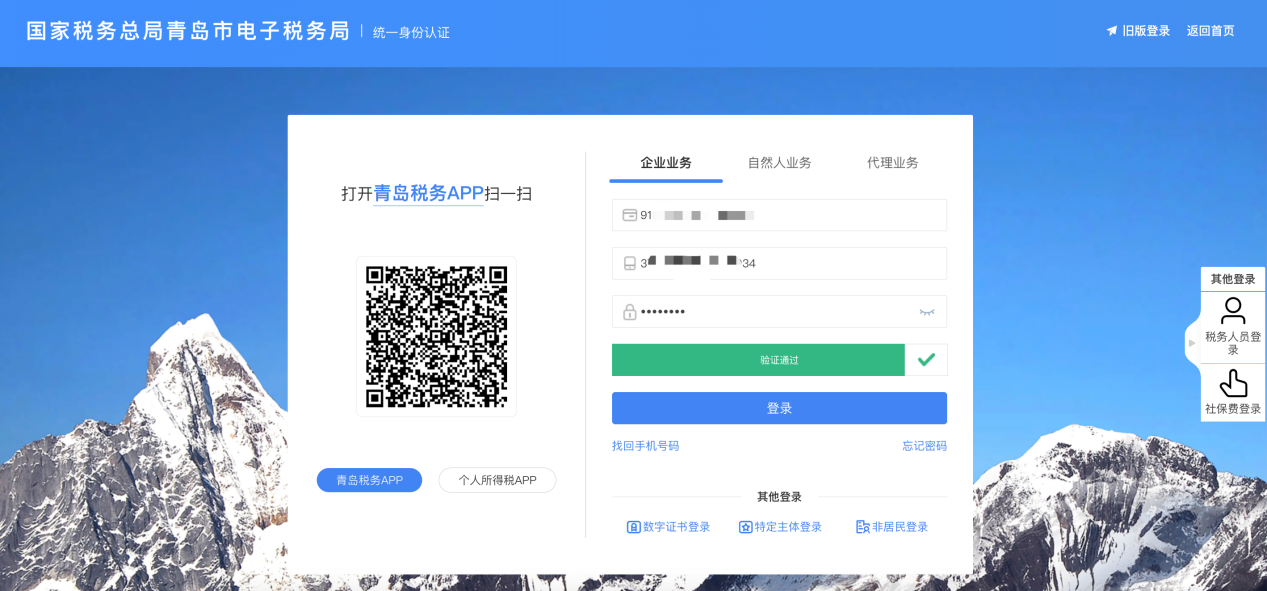 国家税务总局青岛市电子税务局 | 统一身份认证
旧版登录 返回首页
打开青岛税务APP扫一扫
青岛税务APP 个人所得税APP
企业业务 自然人业务 代理业务
91
3 34
••••••••
验证通过
登录
找回手机号码 忘记密码
其他登录
数字证书登录 特定主体登录 非居民登录
其他登录
税务人员登
录
社保费登录